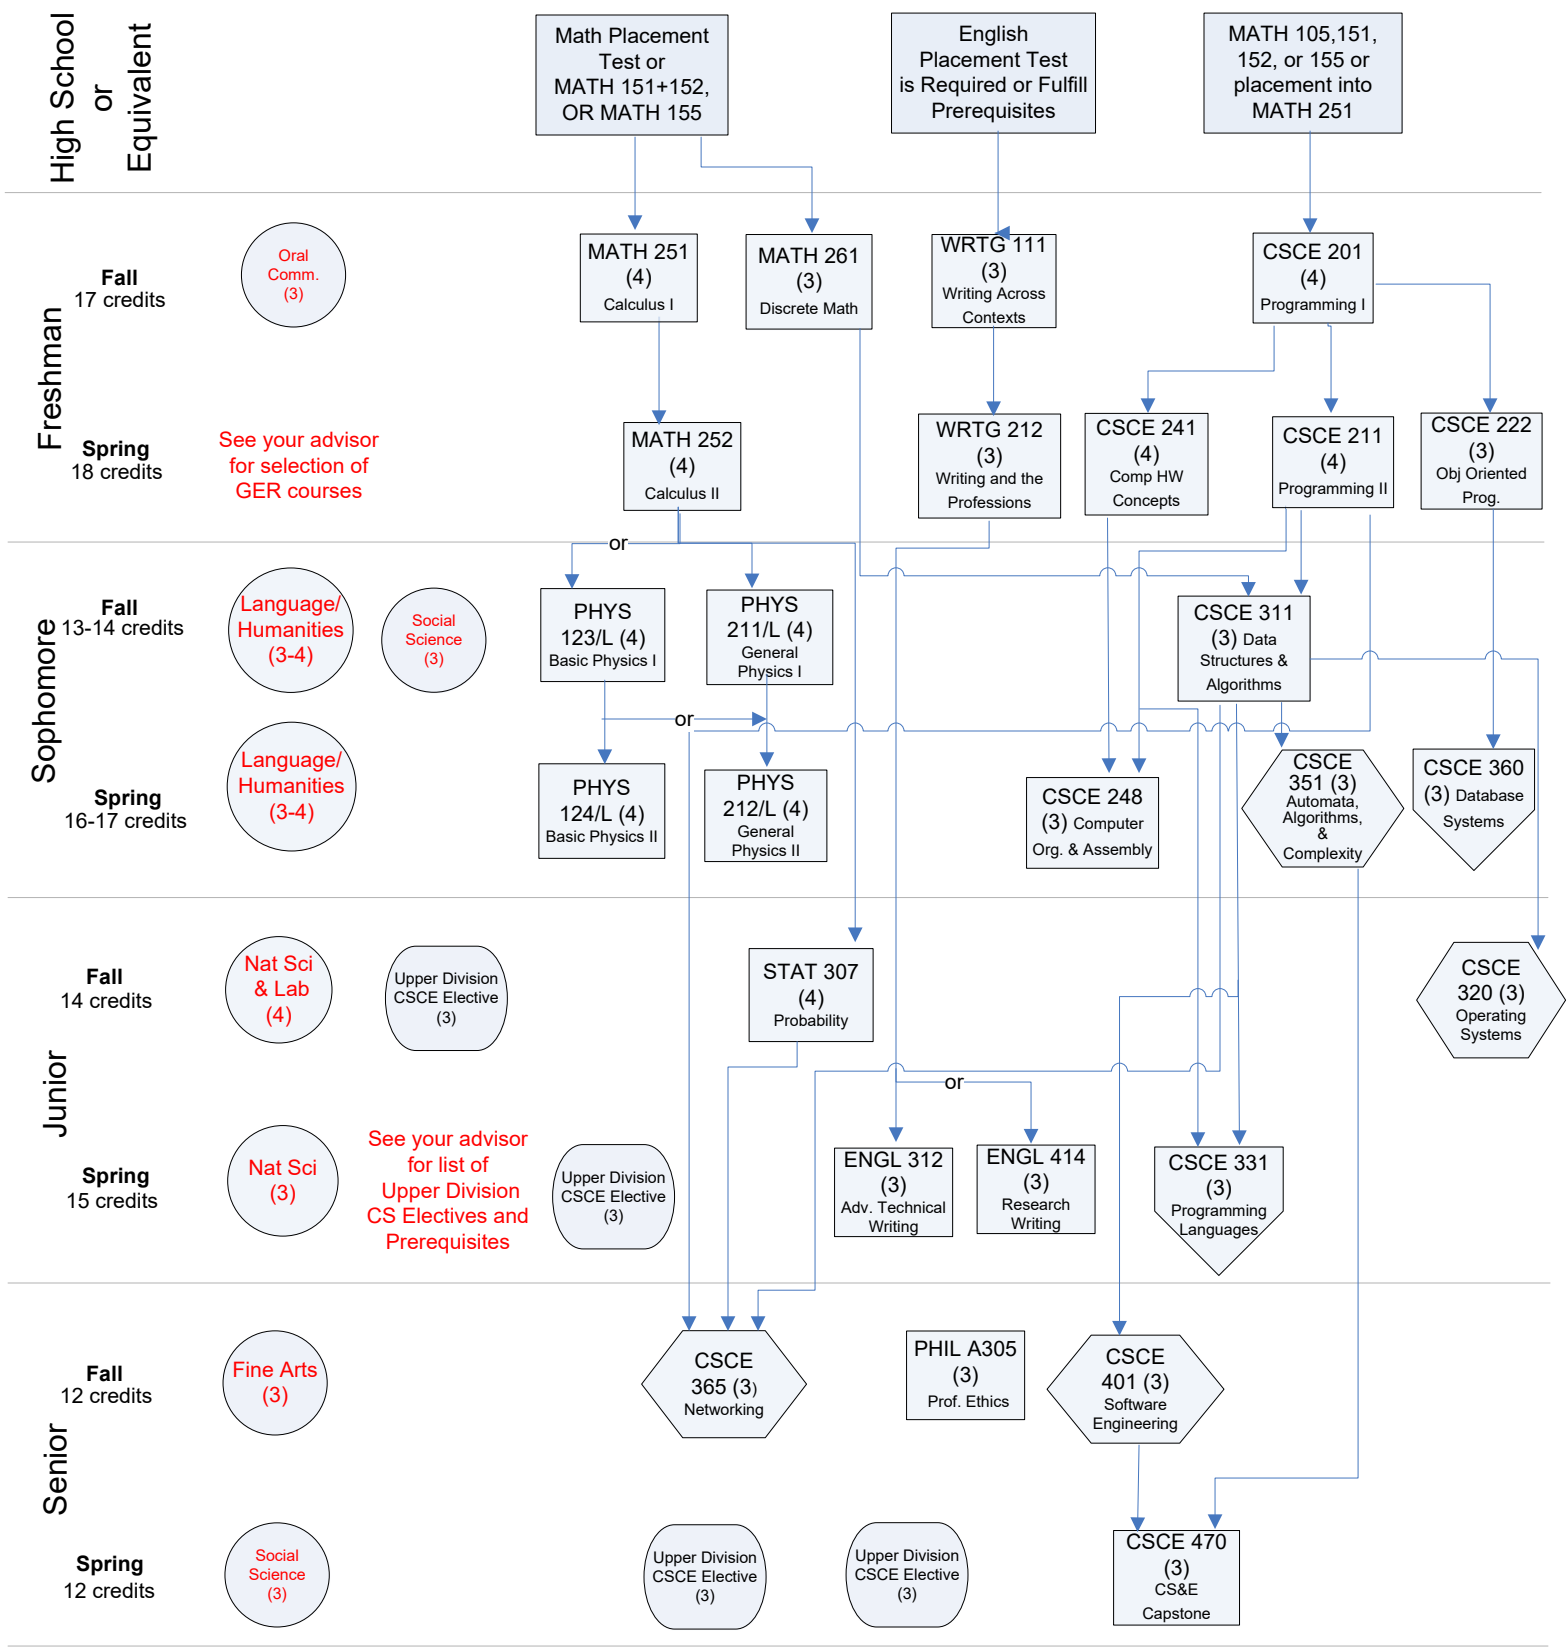 High School
or
Equivalent
Math Placement
Test or
MATH 151+152,
OR MATH 155
English
Placement Test
is Required or Fulfill
Prerequisites
MATH 105,151,
152, or 155 or
placement into
MATH 251
Freshman
Fall
17 credits
Oral
Comm.
(3)
MATH 251
(4)
Calculus I
MATH 261
(3)
Discrete Math
WRTG 111
(3)
Writing Across
Contexts
CSCE 201
(4)
Programming I
Spring
18 credits
See your advisor
for selection of
GER courses
MATH 252
(4)
Calculus II
WRTG 212
(3)
Writing and the
Professions
CSCE 241
(4)
Comp HW
Concepts
CSCE 211
(4)
Programming II
CSCE 222
(3)
Obj Oriented
Prog.
or
Sophomore
Fall
13-14 credits
Language/
Humanities
(3-4)
Social
Science
(3)
PHYS
123/L (4)
Basic Physics I
PHYS
211/L (4)
General
Physics I
CSCE 311
(3) Data
Structures &
Algorithms
or
Spring
16-17 credits
Language/
Humanities
(3-4)
PHYS
124/L (4)
Basic Physics II
PHYS
212/L (4)
General
Physics II
CSCE 248
(3) Computer
Org. & Assembly
CSCE
351 (3)
Automata,
Algorithms,
&
Complexity
CSCE 360
(3) Database
Systems
Junior
Fall
14 credits
Nat Sci
& Lab
(4)
Upper Division
CSCE Elective
(3)
STAT 307
(4)
Probability
CSCE
320 (3)
Operating
Systems
or
Spring
15 credits
Nat Sci
(3)
See your advisor
for list of
Upper Division
CS Electives and
Prerequisites
Upper Division
CSCE Elective
(3)
ENGL 312
(3)
Adv. Technical
Writing
ENGL 414
(3)
Research
Writing
CSCE 331
(3)
Programming
Languages
Senior
Fall
12 credits
Fine Arts
(3)
CSCE
365 (3)
Networking
PHIL A305
(3)
Prof. Ethics
CSCE
401 (3)
Software
Engineering
Spring
12 credits
Social
Science
(3)
Upper Division
CSCE Elective
(3)
Upper Division
CSCE Elective
(3)
CSCE 470
(3)
CS&E
Capstone